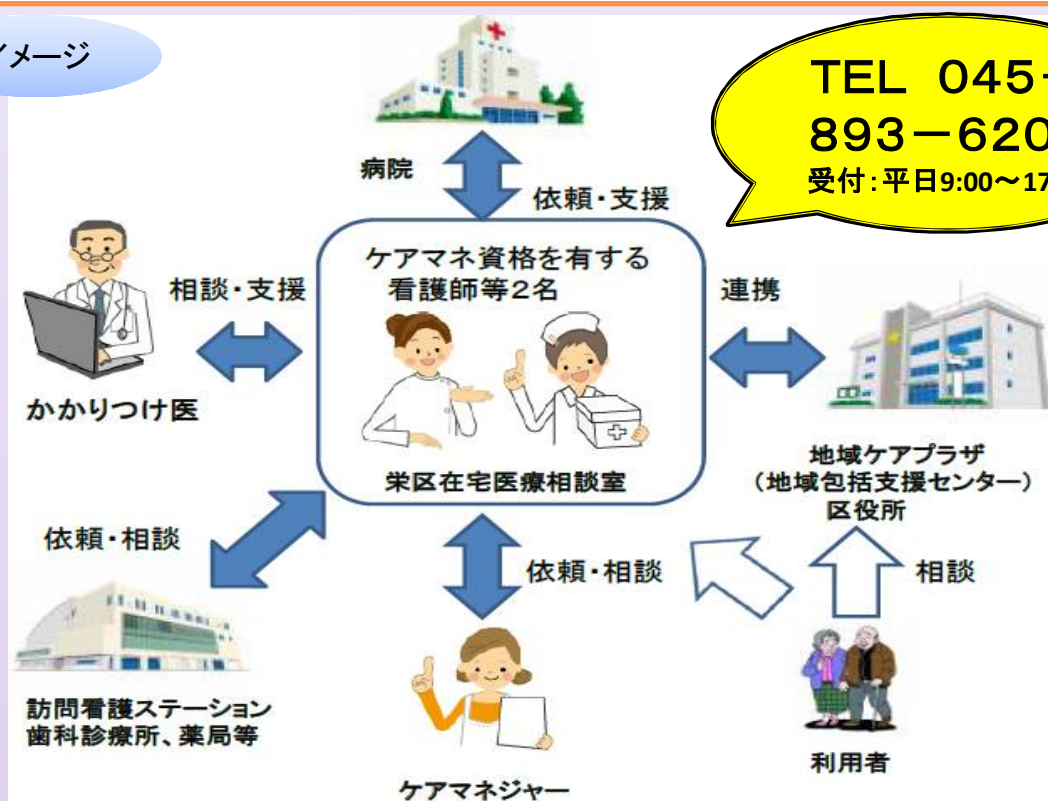 イメージ
TEL 045-
893-620
受付:平日9:00～17
病院
依頼・支援
ケアマネ資格を有する
看護師等2名
相談・支援
連携
かかりつけ医
栄区在宅医療相談室
地域ケアプラザ
(地域包括支援センター)
区役所
依頼・相談
依頼・相談
相談
訪問看護ステーション
歯科診療所、薬局等
ケアマネジャー
利用者